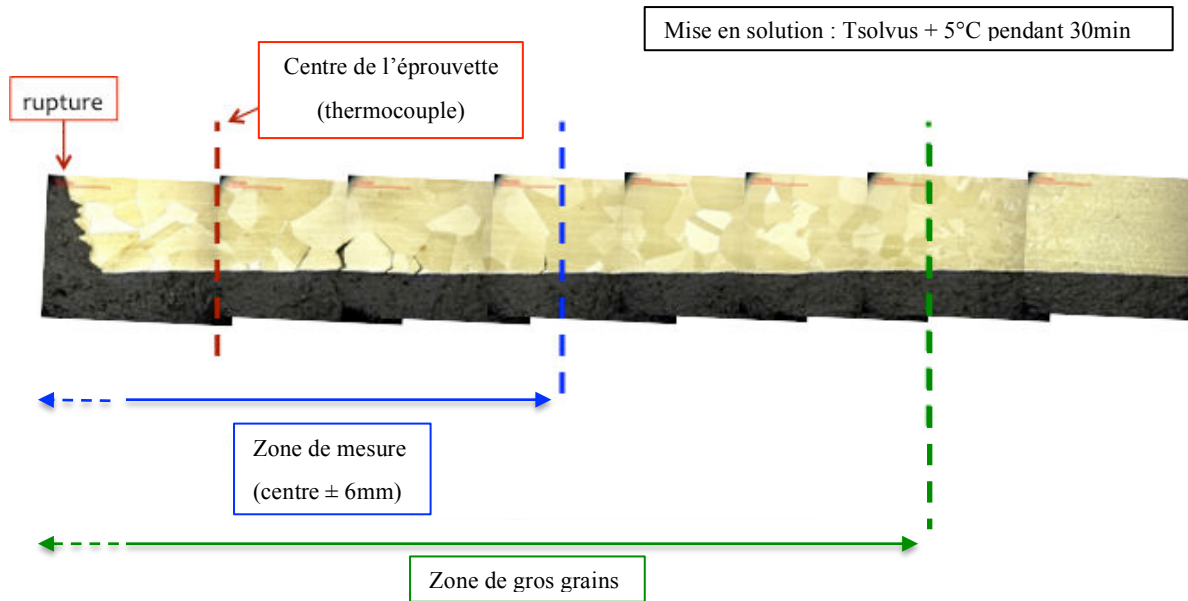 Mise en solution : Tsolvus + 5°C pendant 30min
Centre de l'éprouvette
(thermocouple)
rupture
Zone de mesure
(centre ± 6mm)
Zone de gros grains